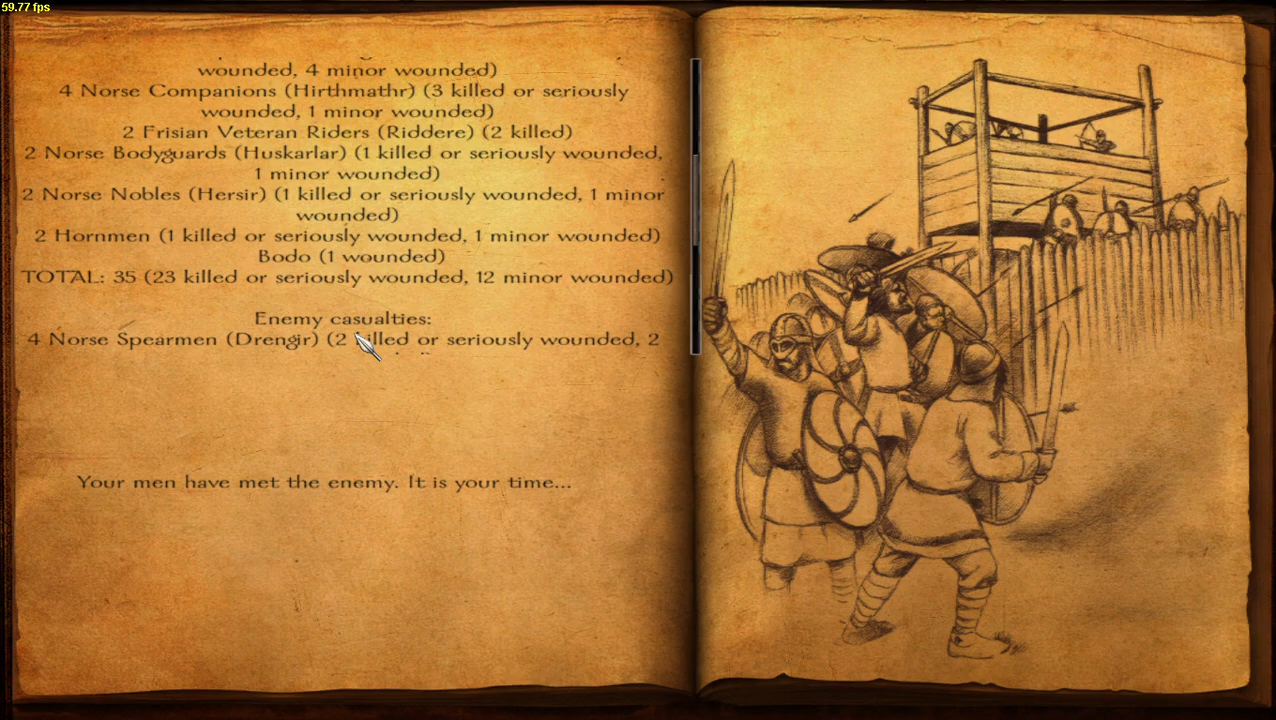 59.77 fps
wounded, 4 minor wounded)
4 Norse Companions (Hirthmathr) (3 killed or seriously
wounded, 1 minor wounded)
2 Frisian Veteran Riders (Riddere) (2 killed)
2 Norse Bodyguards (Huskarlar) (1 killed or seriously wounded,
1 minor wounded)
2 Norse Nobles (Hersir) (1 killed or seriously wounded, 1 minor
wounded)
2 Hornmen (1 killed or seriously wounded, 1 minor wounded)
Bodo (1 wounded)
TOTAL: 35 (23 killed or seriously wounded, 12 minor wounded)
Enemy casualties:
4 Norse Spearmen (Drengir) (2 killed or seriously wounded, 2
Your men have met the enemy. It is your time...